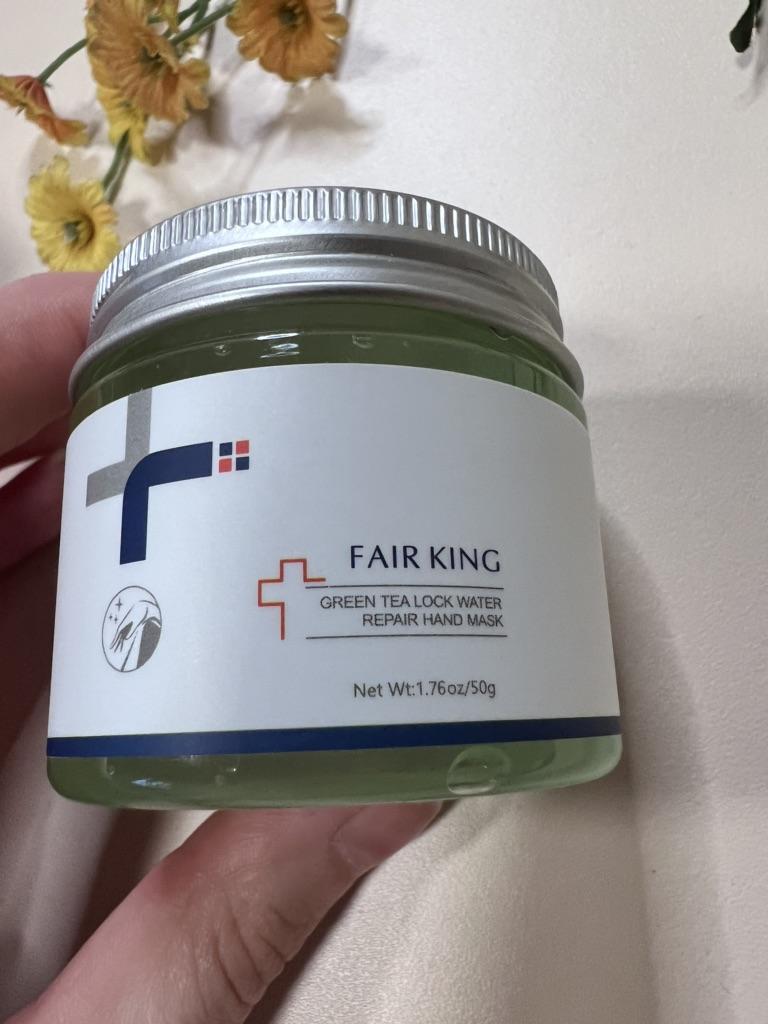 FAIR KING
GREEN TEA LOCK WATER
REPAIR HAND MASK
Net Wt:1.76oz/50g